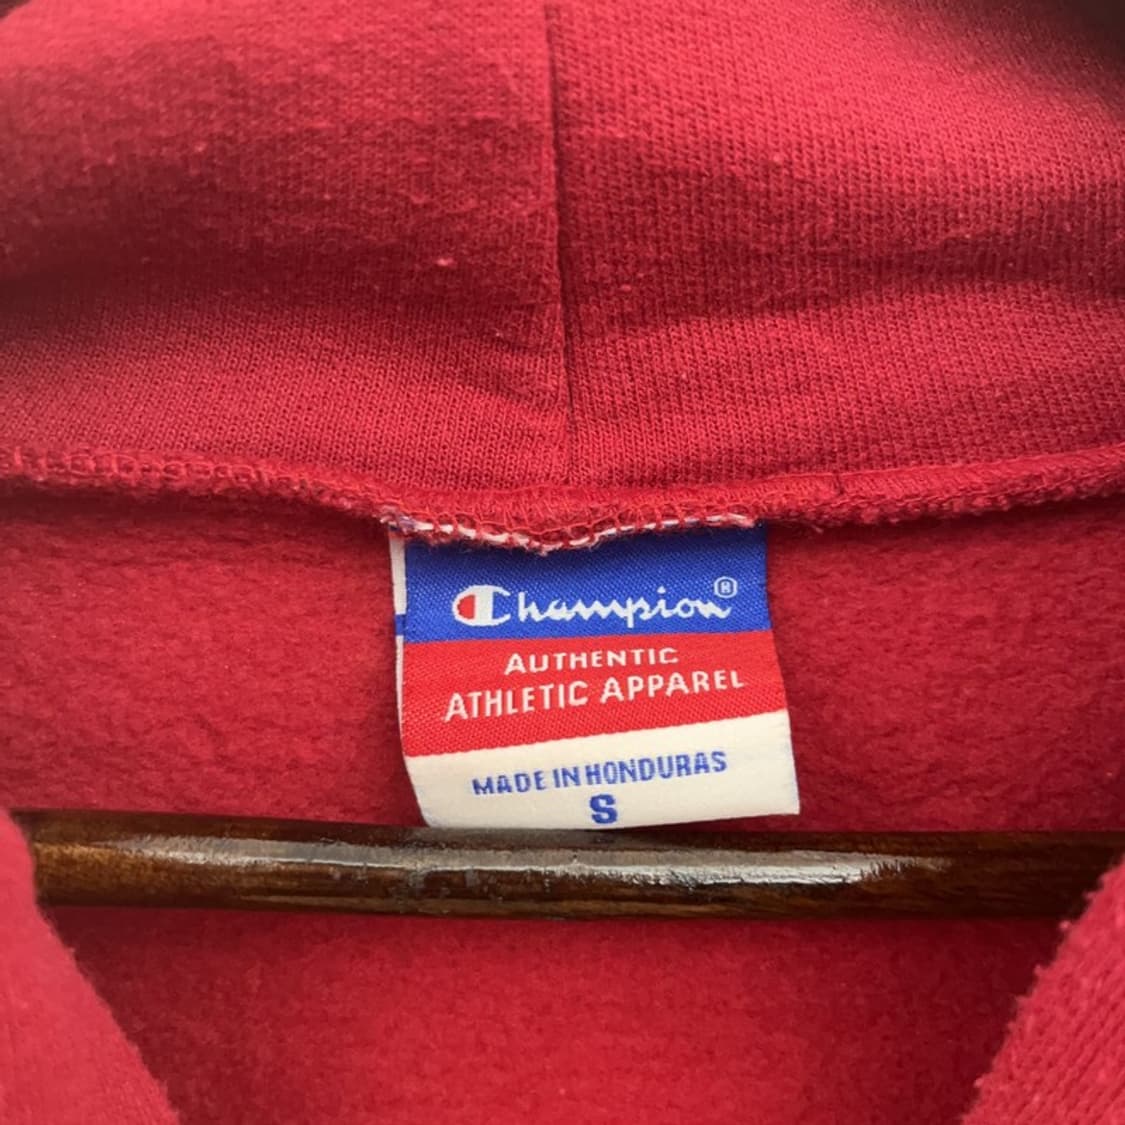 Champion®
AUTHENTIC
ATHLETIC APPAREL
MADE IN HONDURAS
S